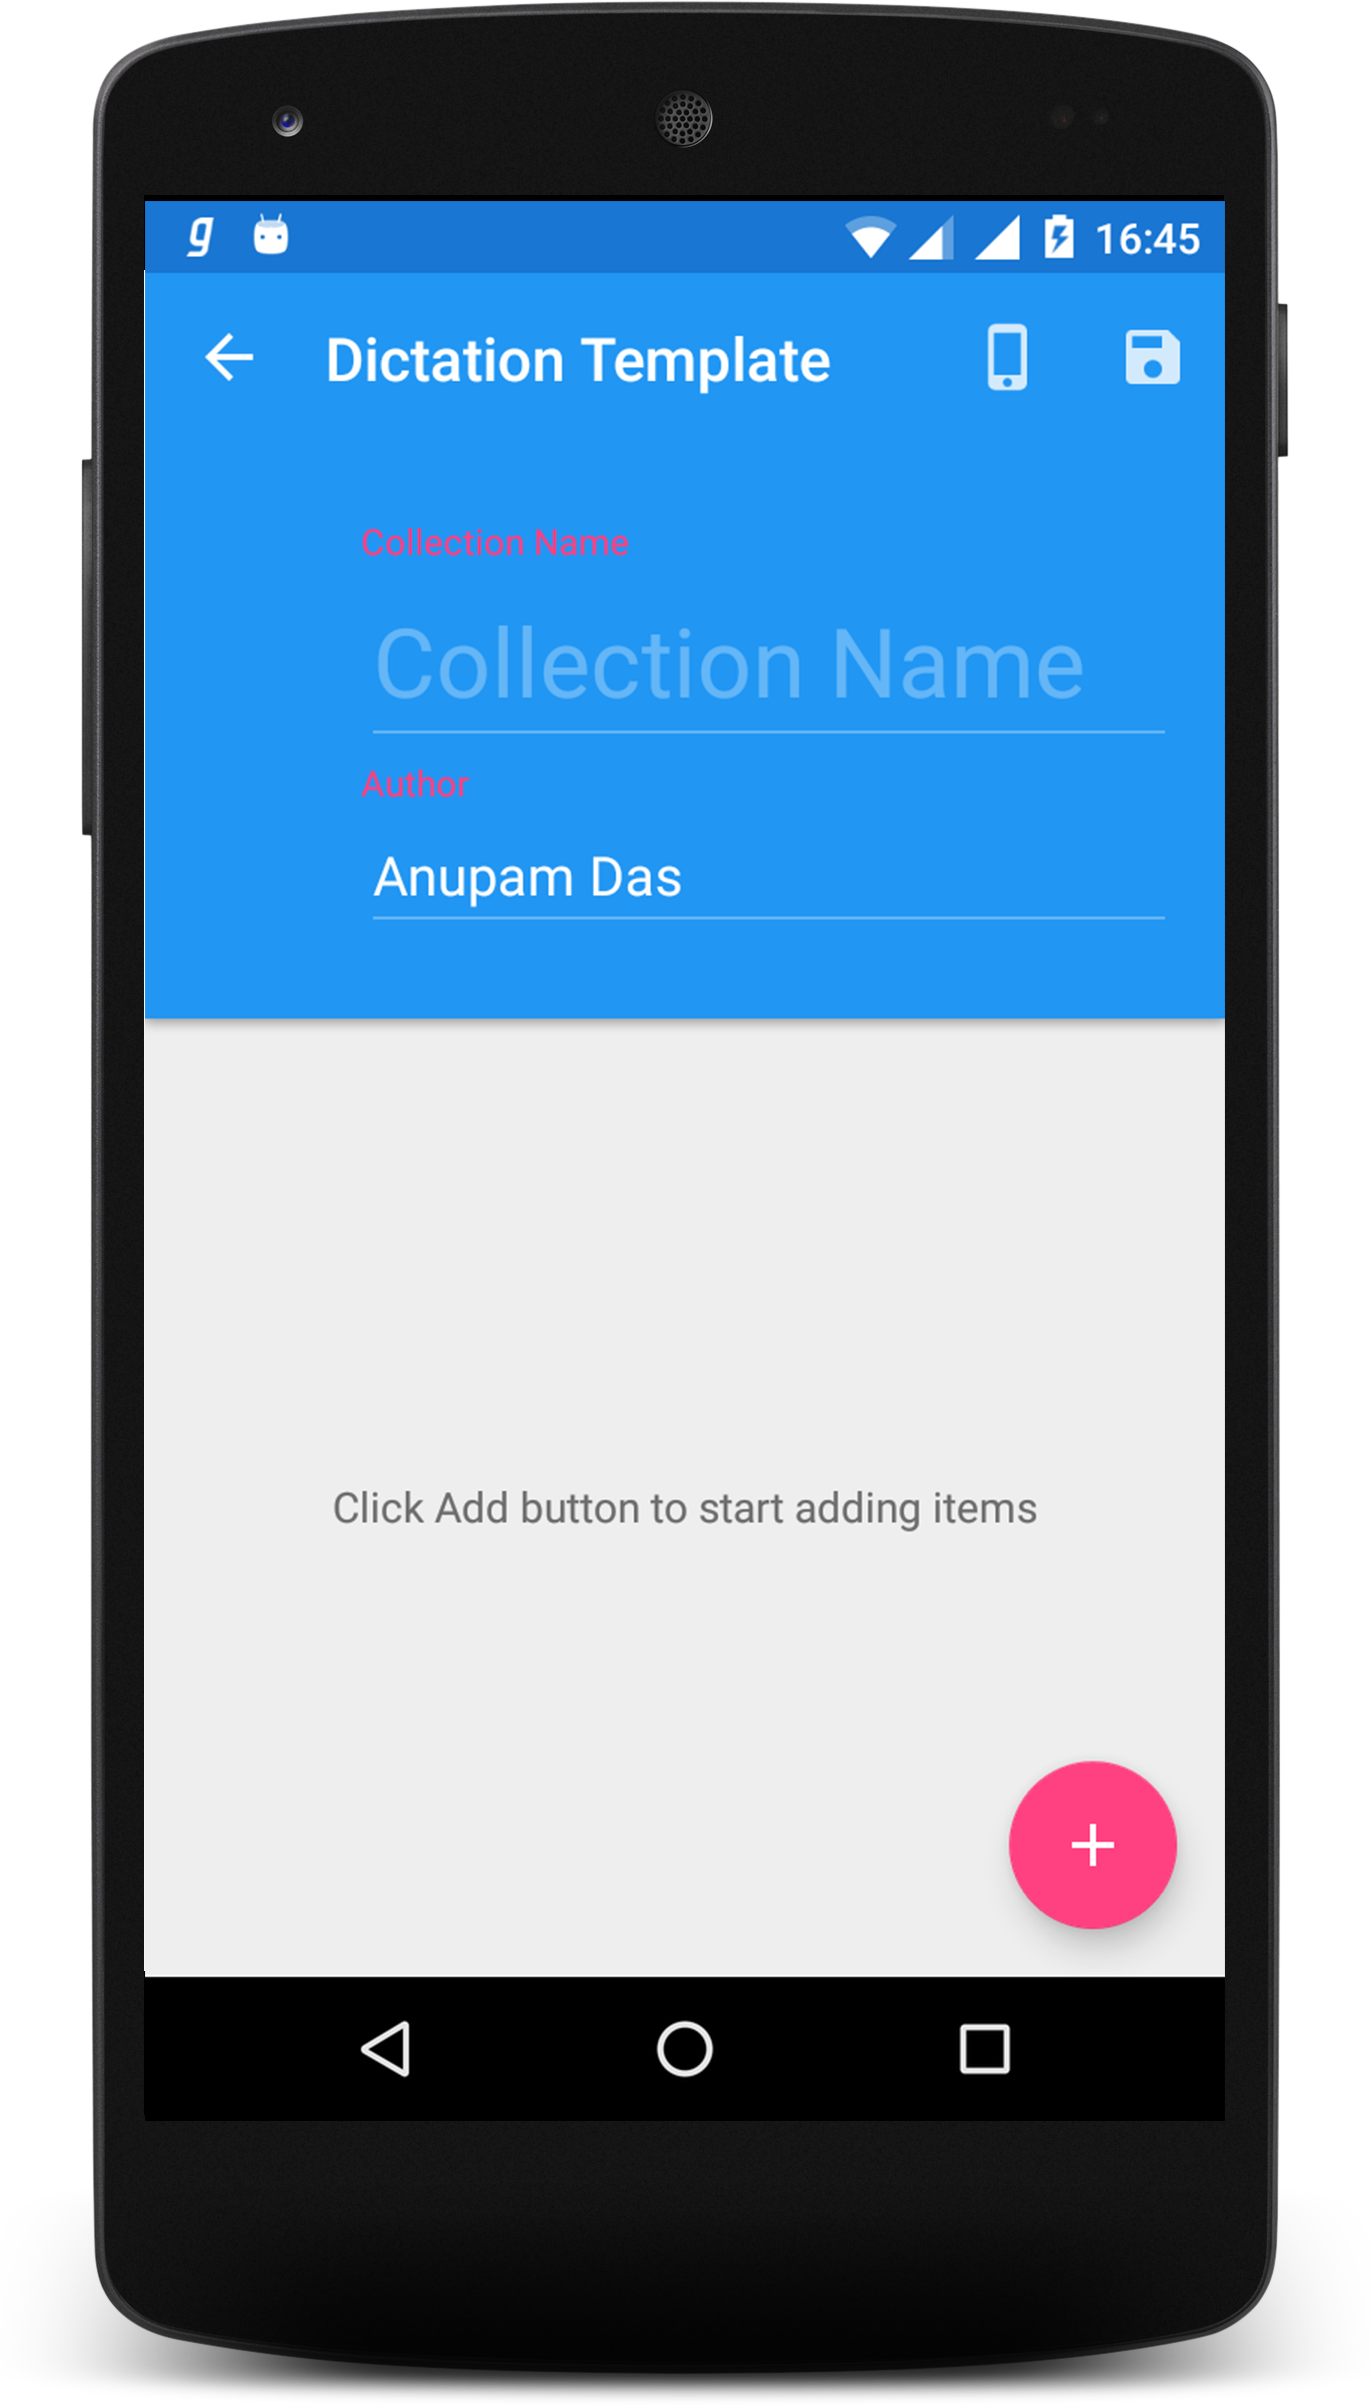 g 16:45
Dictation Template
Collection Name
Collection Name
Author
Anupam Das
Click Add button to start adding items